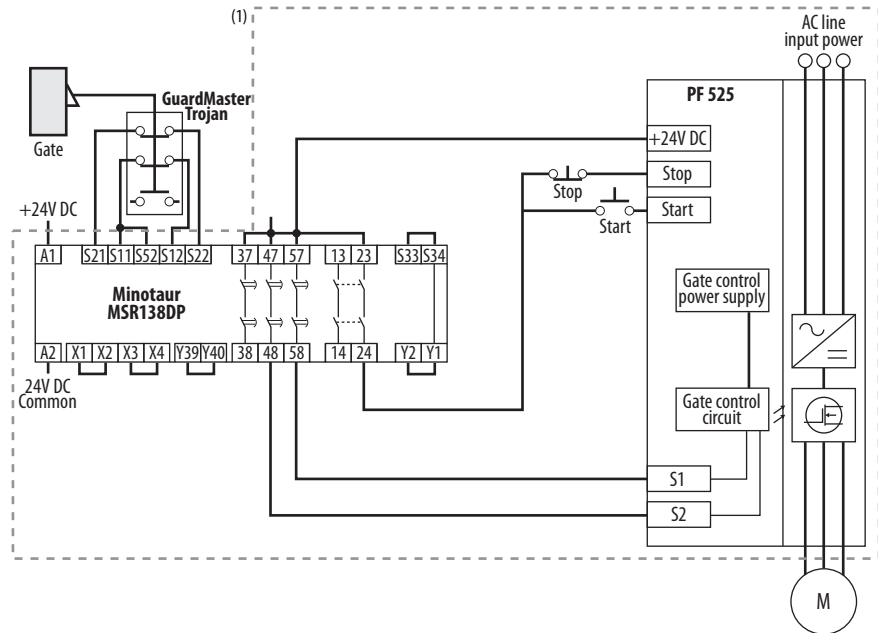 (1)
AC line
input power
GuardMaster
Trojan
Gate
PF 525
+24V DC
Stop
Start
Stop
Start
+24V DC
A1 S21 S11 S52 S12 S22 37 47 57 13 23 S33 S34
Minotaur
MSR138DP
A2 X1 X2 X3 X4 Y39 Y40 38 48 58 14 24 Y2 Y1
24V DC
Common
Gate control
power supply
Gate control
circuit
S1
S2
M